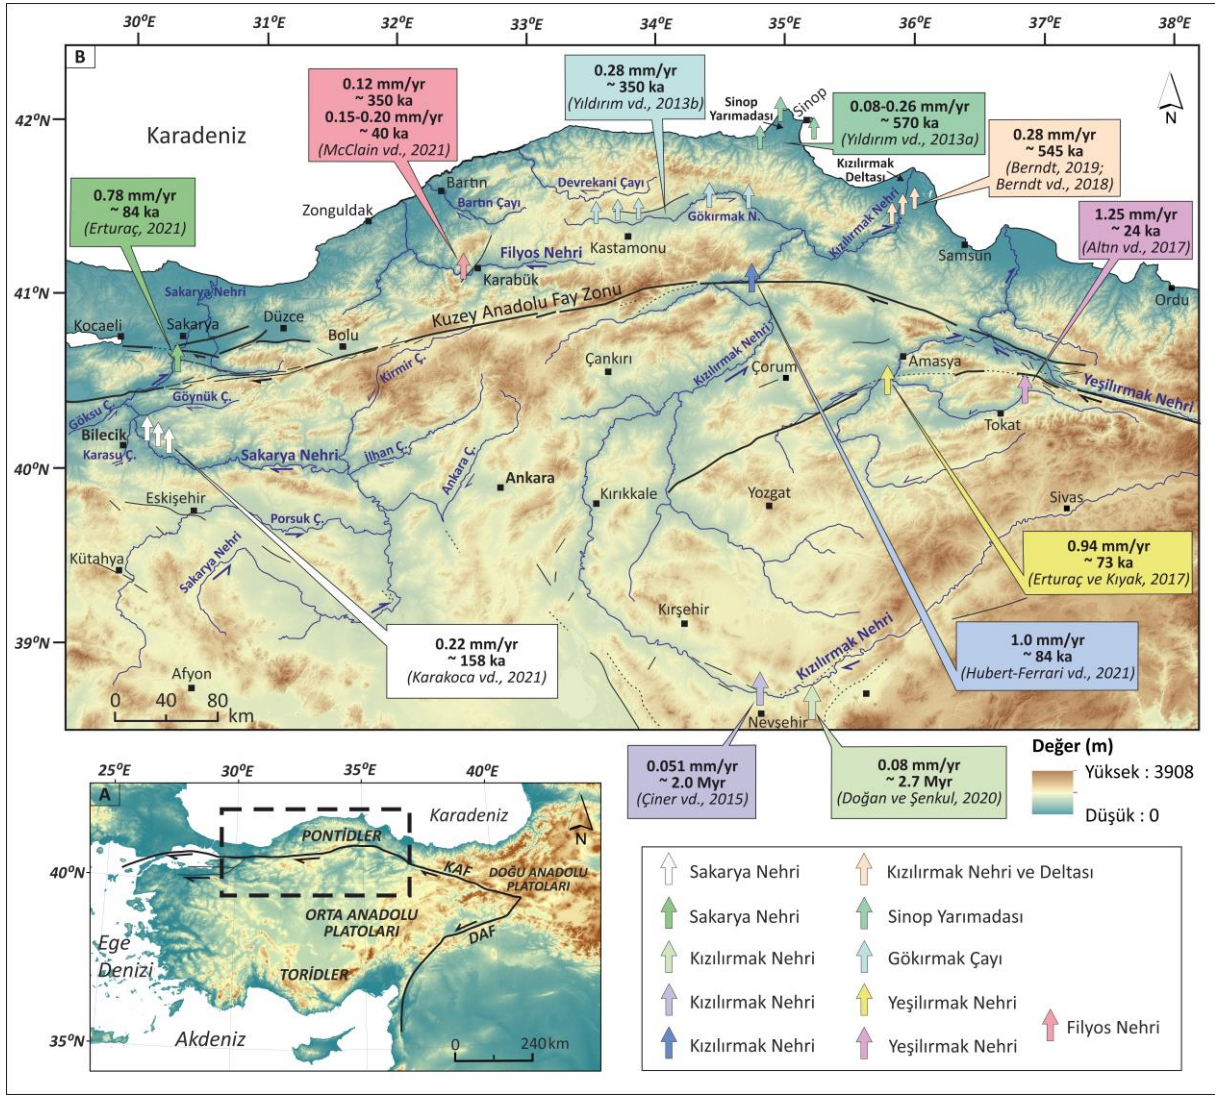 30°E 31°E 32°E 33°E 34°E 35°E 36°E 37°E 38°E
B
42°N
41°N
40°N
39°N
Karadeniz
N
0.12 mm/yr
~ 350 ka
0.15-0.20 mm/yr
~ 40 ka
(McClain vd., 2021)
0.28 mm/yr
~ 350 ka
(Yıldırım vd., 2013b)
Sinop
Yarımadası
Sinop
0.08-0.26 mm/yr
~ 570 ka
(Yıldırım vd., 2013a)
0.28 mm/yr
~ 545 ka
(Berndt, 2019;
Berndt vd., 2018)
Kızılırmak
Deltası
0.78 mm/yr
~ 84 ka
(Erturaç, 2021)
1.25 mm/yr
~ 24 ka
(Altın vd., 2017)
Bartın
Bartın Çayı
Devrekani Çayı
Zonguldak
Gökırmak N.
Kızılırmak Nehri
Kastamonu
Filyos Nehri
Karabük
Samsun
Ordu
Sakarya Nehri
Kocaeli
Sakarya
Düzce
Bolu
Kuzey Anadolu Fay Zonu
Kirmir Ç.
Çankırı
Kızılırmak Nehri
Çorum
Amasya
Yeşilırmak Nehri
Tokat
Göksu Ç.
Göynük Ç.
Bilecik
Karasu Ç.
Sakarya Nehri
İlhan Ç.
Ankara Ç.
Ankara
Kırıkkale
Yozgat
Sivas
Eskişehir
Porsuk Ç.
Kütahya
Sakarya Nehri
0.94 mm/yr
~ 73 ka
(Erturaç ve Kıyak, 2017)
Kırşehir
Kızılırmak Nehri
0.22 mm/yr
~ 158 ka
(Karakoca vd., 2021)
1.0 mm/yr
~ 84 ka
(Hubert-Ferrari vd., 2021)
Afyon
0 40 80
km
Nevşehir
0.051 mm/yr
~ 2.0 Myr
(Çiner vd., 2015)
0.08 mm/yr
~ 2.7 Myr
(Doğan ve Şenkul, 2020)
Değer (m)
Yüksek : 3908
Düşük : 0
25°E 30°E 35°E 40°E
A
40°N
35°N
Karadeniz
N
PONTİDLER
KAF
DOĞU ANADOLU
PLATOLARI
ORTA ANADOLU
PLATOLARI
DAF
Ege
Denizi
TORİDLER
Akdeniz
0 240 km
Sakarya Nehri
Sakarya Nehri
Kızılırmak Nehri
Kızılırmak Nehri
Kızılırmak Nehri
Kızılırmak Nehri ve Deltası
Sinop Yarımadası
Gökırmak Çayı
Yeşilırmak Nehri
Yeşilırmak Nehri
Filyos Nehri